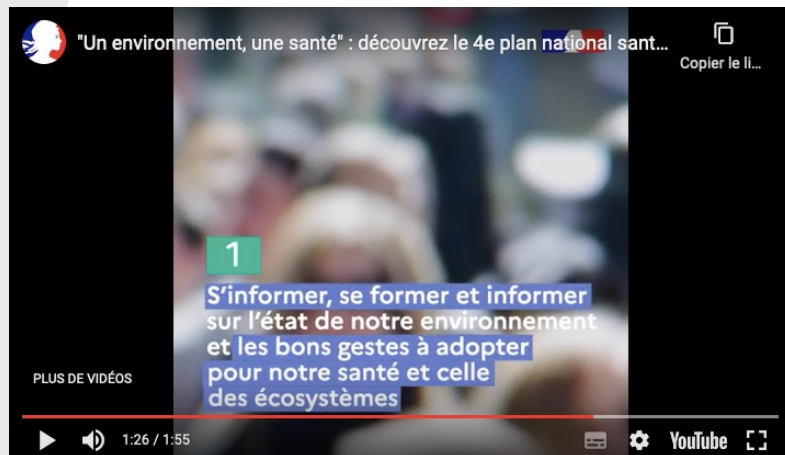 "Un environnement, une santé" : découvrez le 4e plan national sant...
Copier le li...
1
S'informer, se former et informer
sur l'état de notre environnement
et les bons gestes à adopter
pour notre santé et celle
des écosystèmes
PLUS DE VIDÉOS
1:26 / 1:55
YouTube